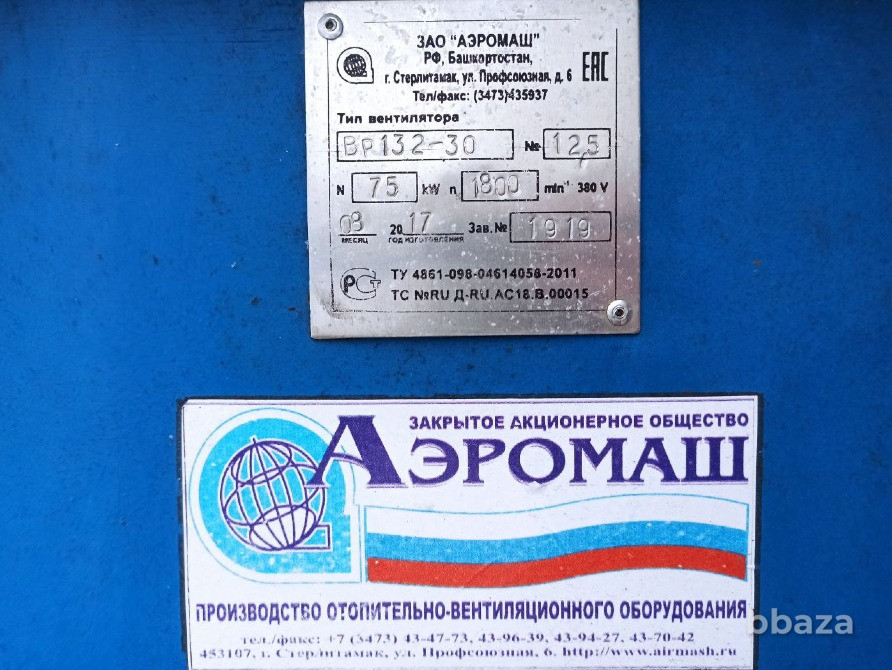 ЗАО "АЭРОМАШ"
РФ, Башкортостан,
г. Стерлитамак, ул. Профсоюзная, д. 6
Тел/факс: (3473)435937
EAC
Тип вентилятора
Вр132-30 № 12,5
N 75 kW n 1800 min⁻¹ 380 V
08 2017 Зав. № 1919
месяц год изготовления
РСТ ТУ 4861-098-04614058-2011
ТС №RU Д-RU.АС18.В.00015
ЗАКРЫТОЕ АКЦИОНЕРНОЕ ОБЩЕСТВО
АЭРОМАШ
ПРОИЗВОДСТВО ОТОПИТЕЛЬНО-ВЕНТИЛЯЦИОННОГО ОБОРУДОВАНИЯ
тел./факс: +7 (3473) 43-47-73, 43-96-39, 43-94-27, 43-70-42
453107, г. Стерлитамак, ул. Профсоюзная, 6. http://www.airmash.ru
obaza